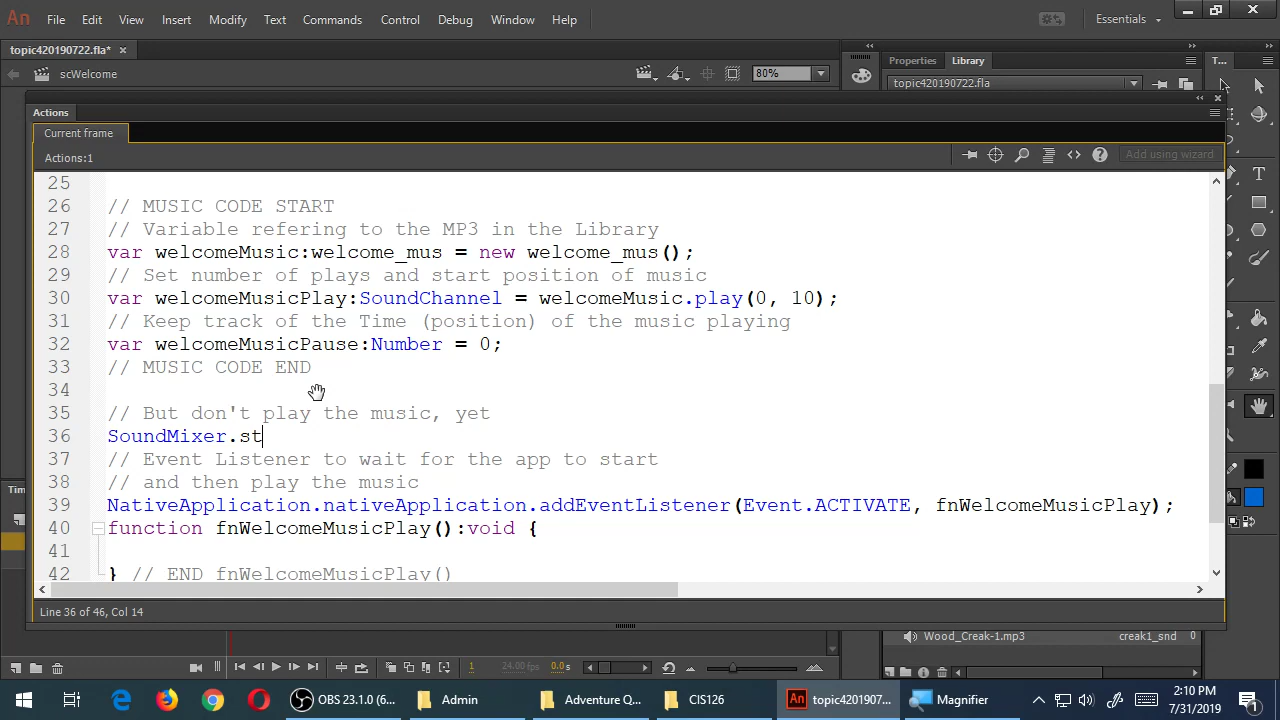 An File Edit View Insert Modify Text Commands Control Debug Window Help Essentials
topic420190722.fla* ×
scWelcome 80%
Properties Library T...
topic420190722.fla
Actions
Current frame
Actions:1 Add using wizard
25
26 // MUSIC CODE START
27 // Variable refering to the MP3 in the Library
28 var welcomeMusic:welcome_mus = new welcome_mus();
29 // Set number of plays and start position of music
30 var welcomeMusicPlay:SoundChannel = welcomeMusic.play(0, 10);
31 // Keep track of the Time (position) of the music playing
32 var welcomeMusicPause:Number = 0;
33 // MUSIC CODE END
34
35 // But don't play the music, yet
36 SoundMixer.st
37 // Event Listener to wait for the app to start
38 // and then play the music
39 NativeApplication.nativeApplication.addEventListener(Event.ACTIVATE, fnWelcomeMusicPlay);
40 function fnWelcomeMusicPlay():void {
41
42 } // END fnWelcomeMusicPlay()
Tim
Line 36 of 46, Col 14
Wood_Creak-1.mp3 creak1_snd 0
1 24.00 fps 0.0 s
OBS 23.1.0 (6... Admin Adventure Q... CIS126 An topic4201907... Magnifier
2:10 PM
7/31/2019
1